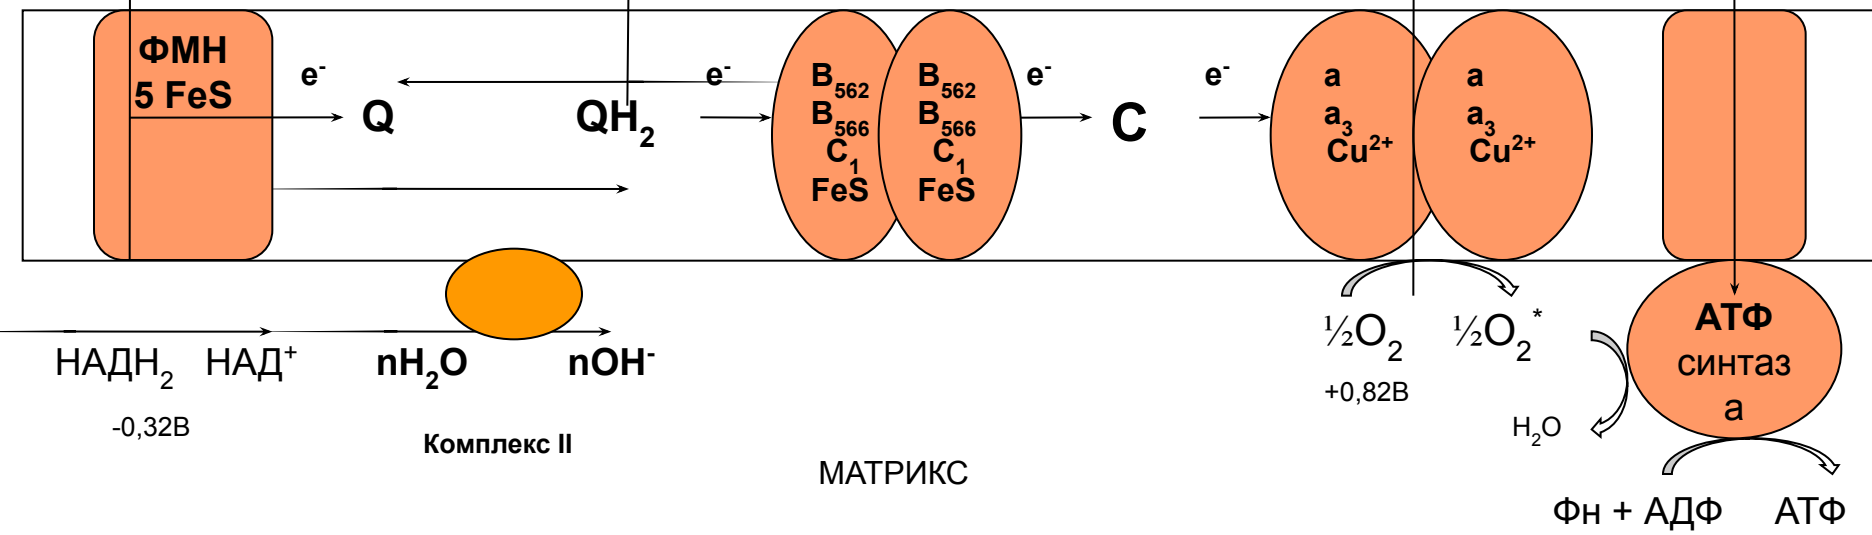 ФМН
5 FeS
e-
Q
QH2
e-
B562
B566
C1
FeS
B562
B566
C1
FeS
e-
C
e-
a
a3
Cu2+
a
a3
Cu2+
НАДН2
НАД+
-0,32В
nH2O
nOH-
Комплекс II
МАТРИКС
½O2
½O2*
+0,82В
H2O
АТФ
синтаз
а
Фн + АДФ
АТФ